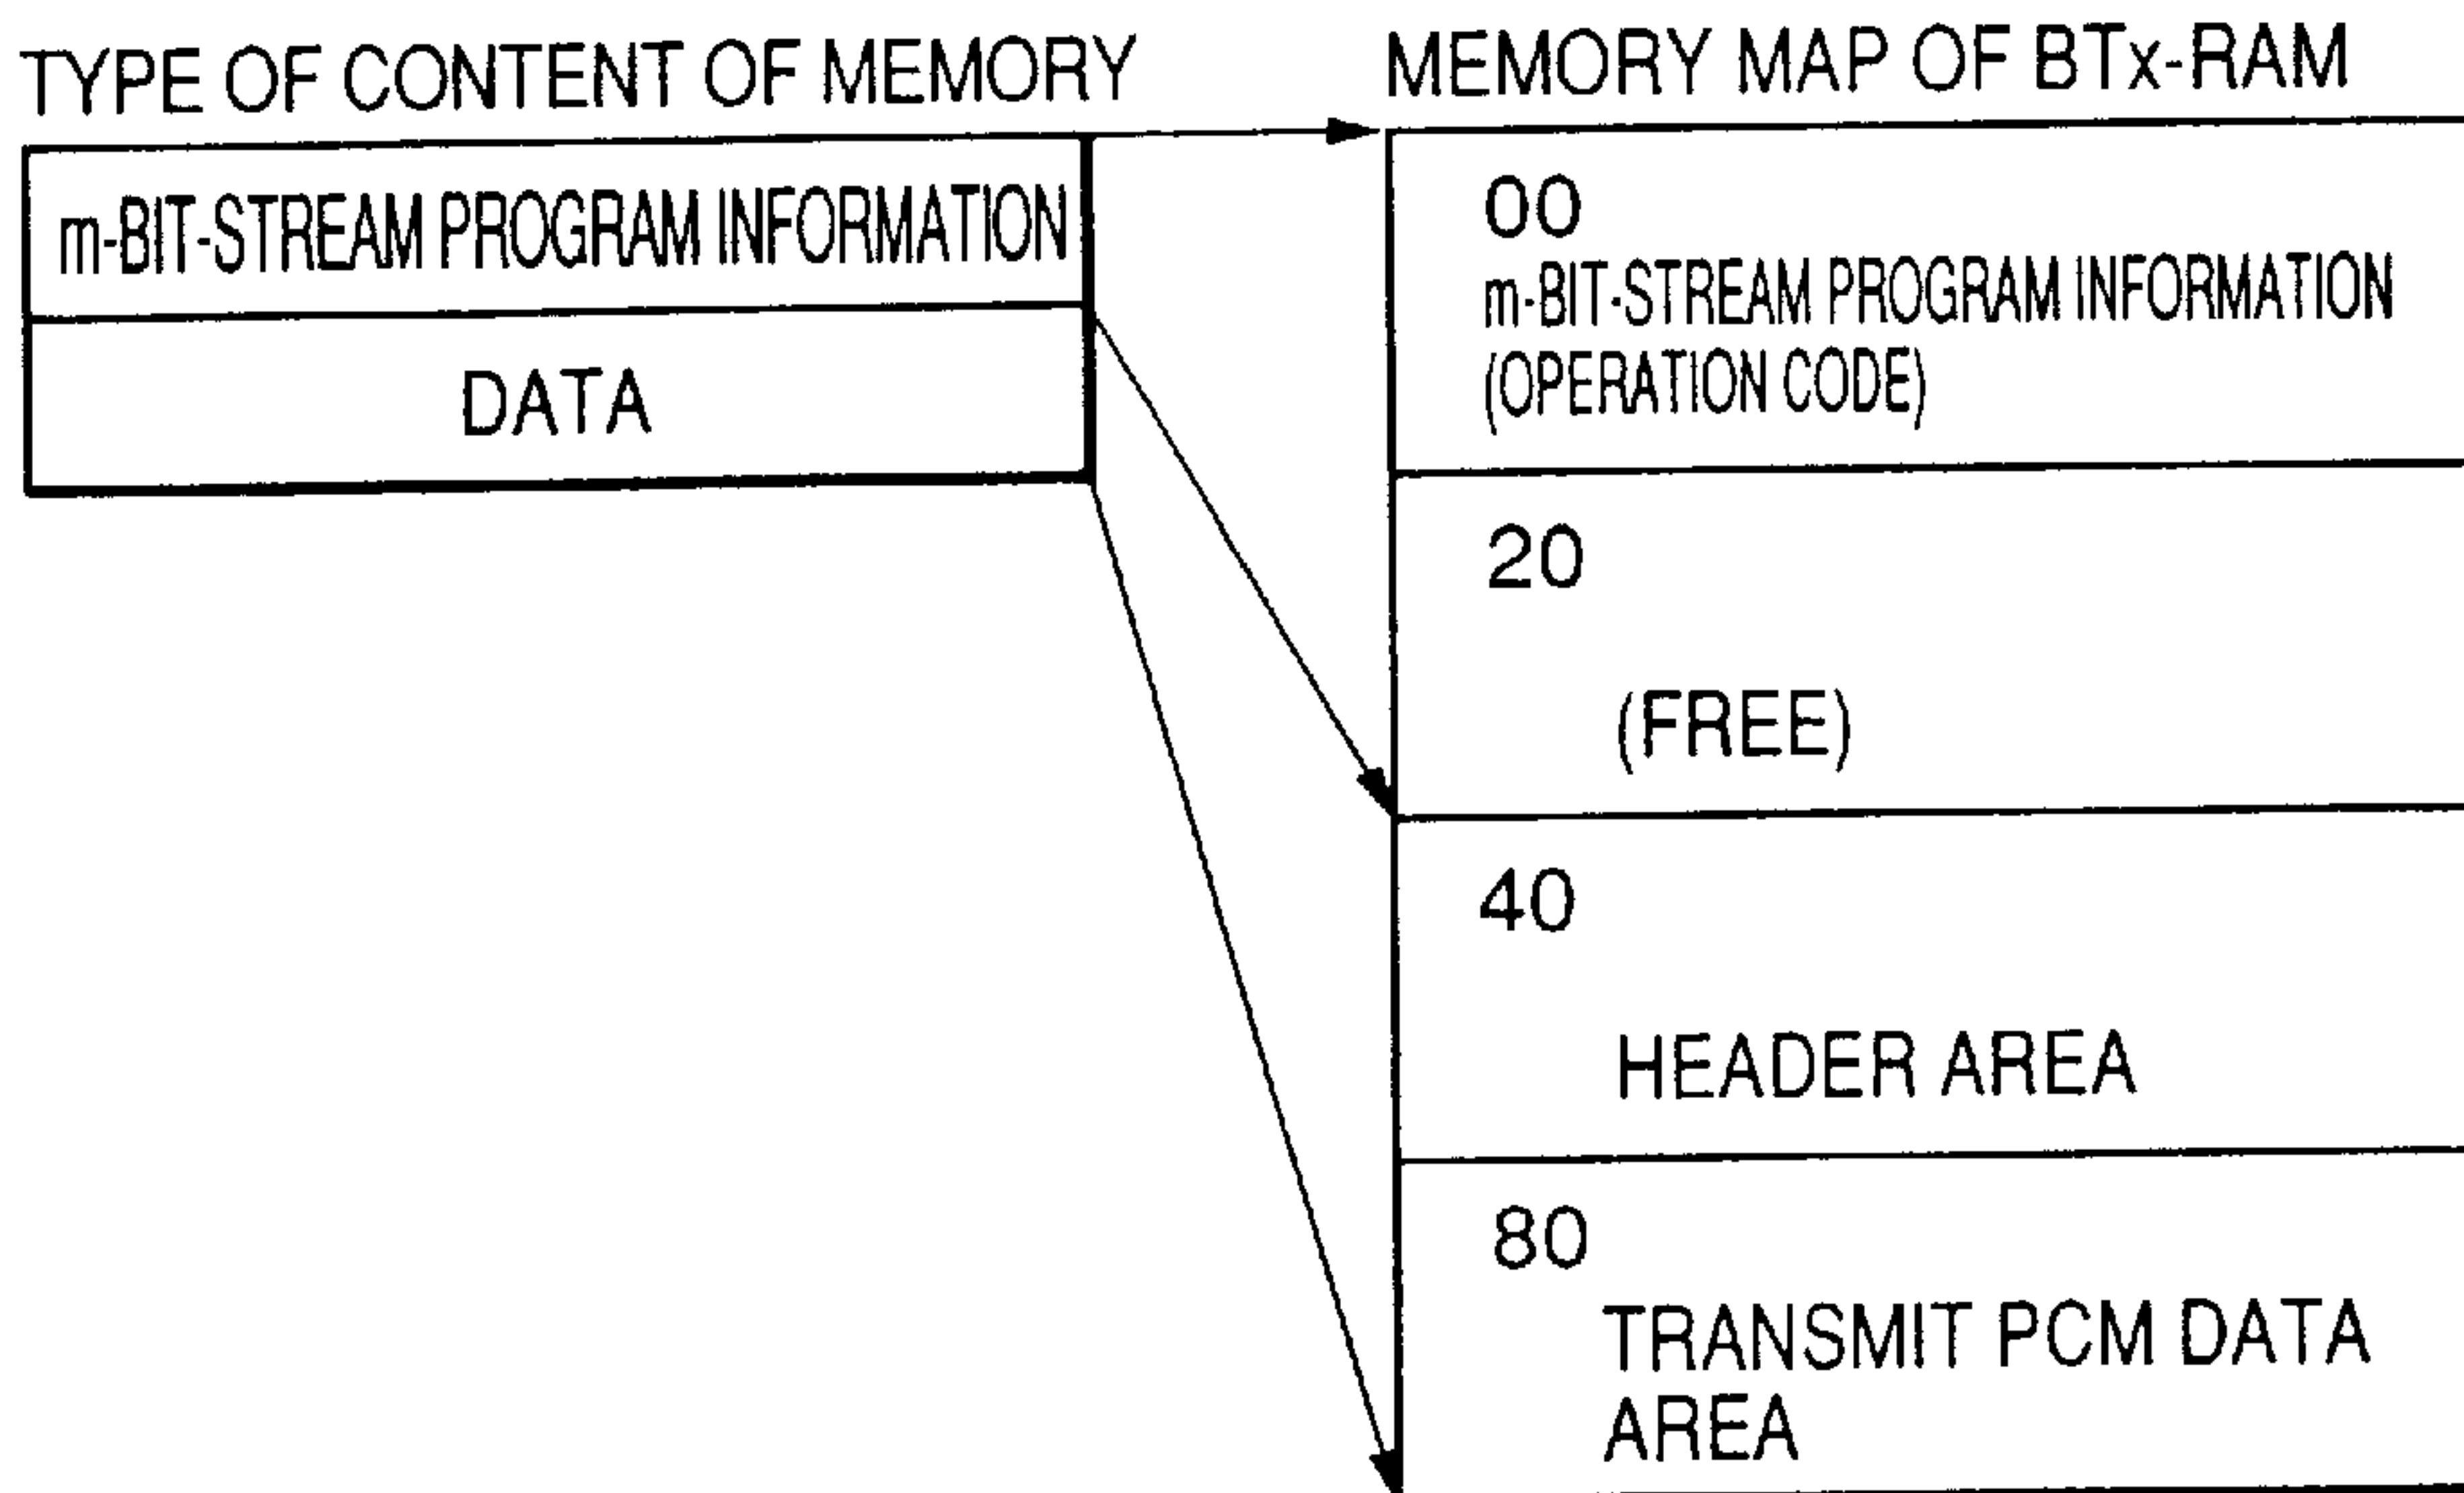 TYPE OF CONTENT OF MEMORY
m-BIT-STREAM PROGRAM INFORMATION
DATA
MEMORY MAP OF BTx-RAM
00
m-BIT-STREAM PROGRAM INFORMATION
(OPERATION CODE)
20
(FREE)
40
HEADER AREA
80
TRANSMIT PCM DATA
AREA